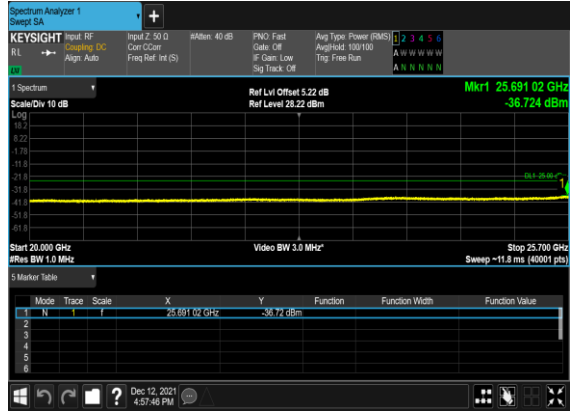 Spectrum Analyzer 1
Swept SA
KEYSIGHT Input: RF Input Z: 50 Ω #Atten: 40 dB PNO: Fast Avg Type: Power (RMS) 1 2 3 4 5 6
RL Coupling: DC Corr CCorr Gate: Off Avg|Hold: 100/100 A W W W W W
Align: Auto Freq Ref: Int (S) IF Gain: Low Trig: Free Run
LV Sig Track: Off A N N N N N
1 Spectrum Ref Lvl Offset 5.22 dB Mkr1 25.691 02 GHz
Scale/Div 10 dB Ref Level 28.22 dBm -36.724 dBm
Log
18.2
8.22
-1.78
-11.8
-21.8 DL1 -25.00
-31.8 1
-41.8
-51.8
-61.8
Start 20.000 GHz Video BW 3.0 MHz* Stop 25.700 GHz
#Res BW 1.0 MHz Sweep ~11.8 ms (40001 pts)
5 Marker Table
Mode Trace Scale X Y Function Function Width Function Value
1 N 1 f 25.691 02 GHz -36.72 dBm
2
3
4
5
6
Dec 12, 2021
4:57:46 PM